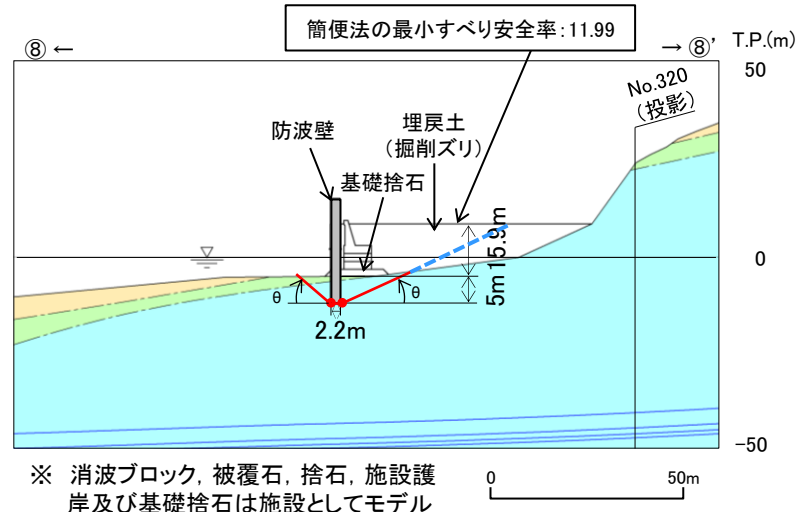 簡便法の最小すべり安全率：11.99
⑧ ←
→ ⑧’
T.P.(m)
50
No.320
（投影）
防波壁
埋戻土
（掘削ズリ）
基礎捨石
15.9m
0
5m
θ
θ
2.2m
-50
※ 消波ブロック，被覆石，捨石，施設護
岸及び基礎捨石は施設としてモデル
0
50m